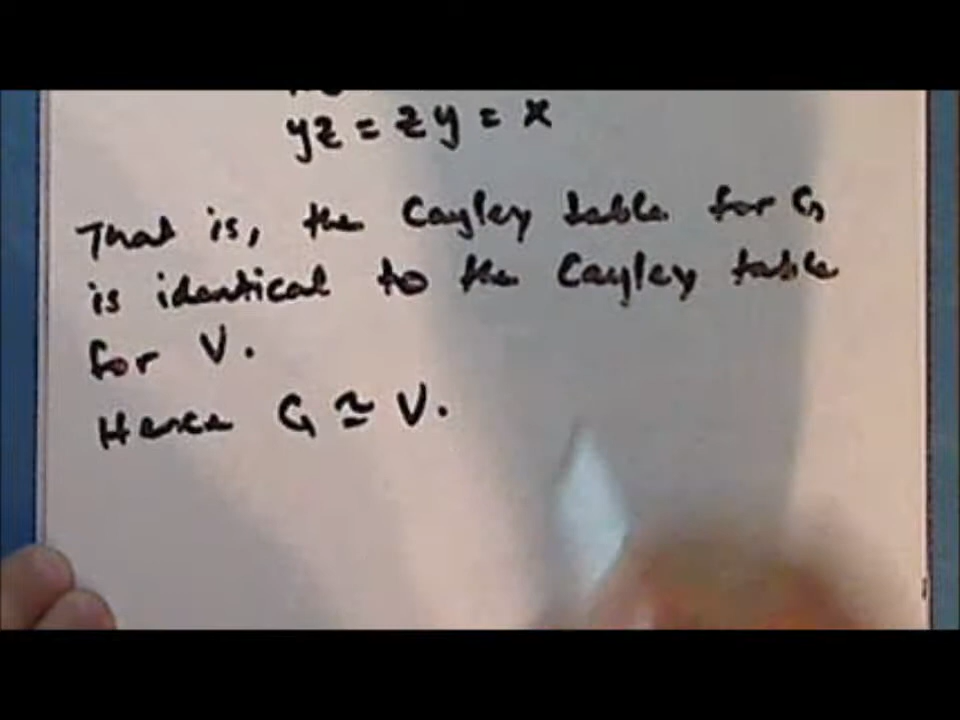 yz = zy = x
That is, the Cayley table for G
is identical to the Cayley table
for V.
Hence G ≃ V.